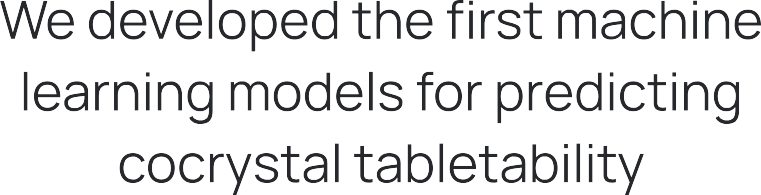 We developed the first machine
learning models for predicting
cocrystal tabletability